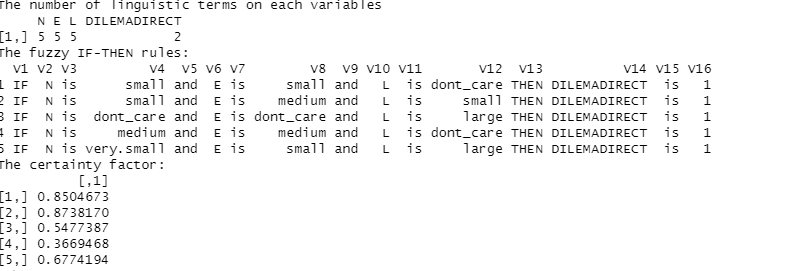 The number of linguistic terms on each variables
N E L DILEMADIRECT
[1,] 5 5 5 2
The fuzzy IF-THEN rules:
V1 V2 V3 V4 V5 V6 V7 V8 V9 V10 V11 V12 V13 V14 V15 V16
1 IF N is small and E is small and L is dont_care THEN DILEMADIRECT is 1
2 IF N is small and E is medium and L is small THEN DILEMADIRECT is 1
3 IF N is dont_care and E is dont_care and L is large THEN DILEMADIRECT is 1
4 IF N is medium and E is medium and L is dont_care THEN DILEMADIRECT is 1
5 IF N is very.small and E is small and L is large THEN DILEMADIRECT is 1
The certainty factor:
[,1]
[1,] 0.8504673
[2,] 0.8738170
[3,] 0.5477387
[4,] 0.3669468
[5,] 0.6774194